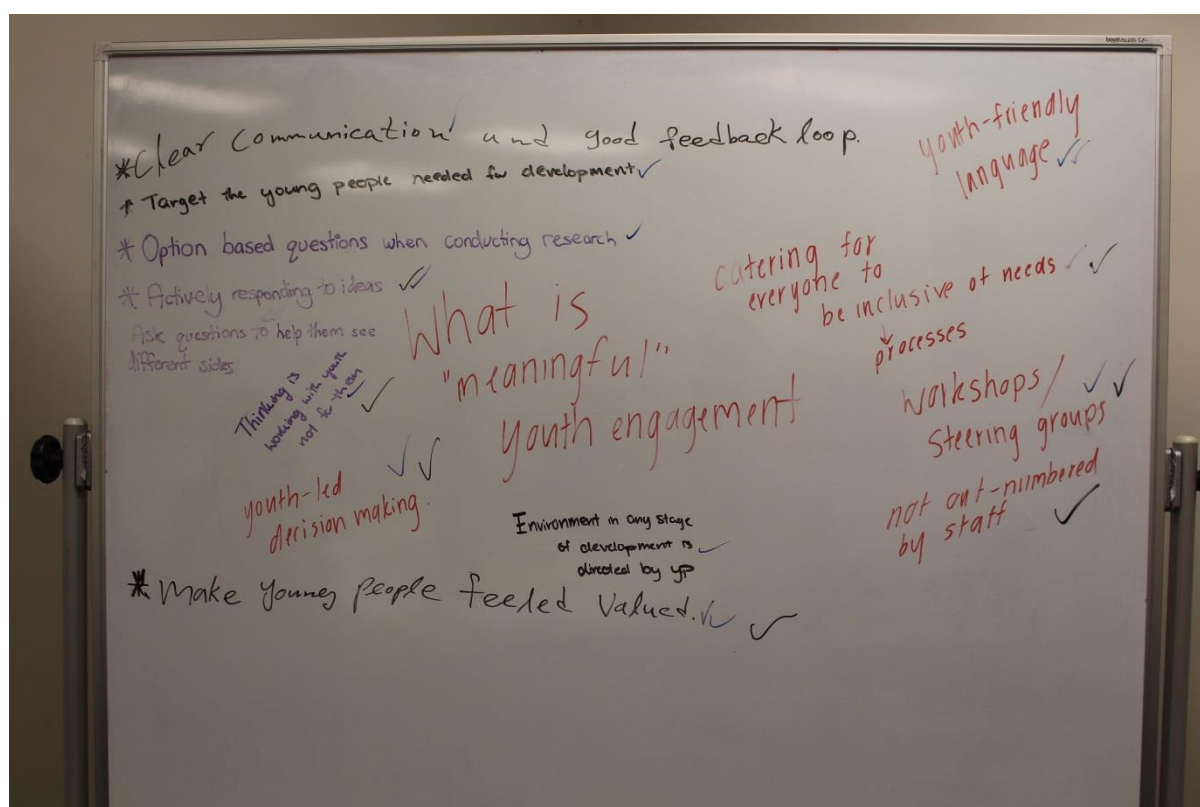 *Clear communication and good feedback loop.
* Target the young people needed for development
* Option based questions when conducting research
* Actively responding to ideas
Ask questions to help them see
different sides
Thinking is
working with youth
not for them
What is
"meaningful"
youth engagement
youth-friendly
language
catering for
everyone to
be inclusive of needs
processes
workshops/
Steering groups
not out-numbered
by staff
youth-led
decision making.
Environment in any stage
of development is
directed by yp
*Make Young people feeled valued.